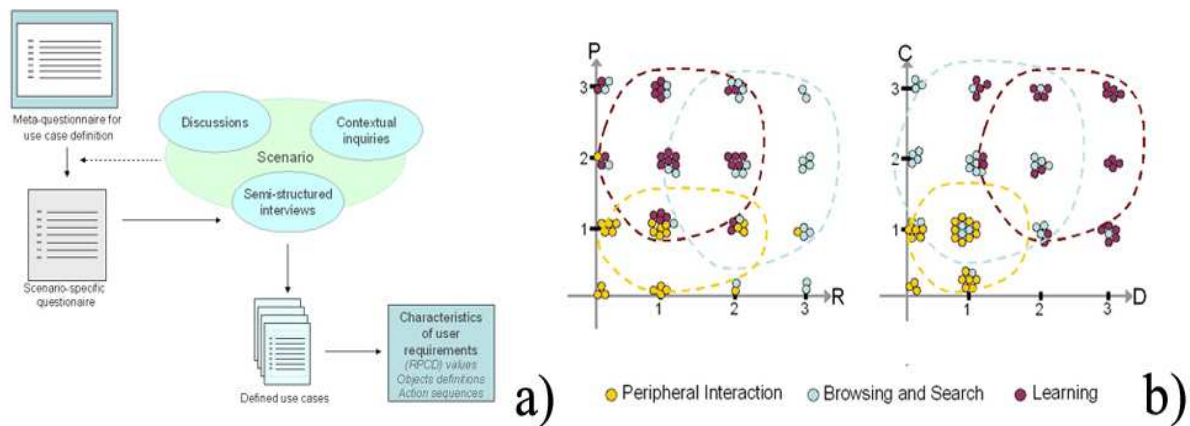 Meta-questionnaire for
use case definition
Scenario-specific
questionaire
Discussions
Contextual
inquiries
Scenario
Semi-structured
interviews
Defined use cases
Characteristics
of user
requirements
(RPCD) values
Objects definitions
Action sequences
a)
P
3
2
1
1
2
3
R
C
3
2
1
1
2
3
D
Peripheral Interaction
Browsing and Search
Learning
b)